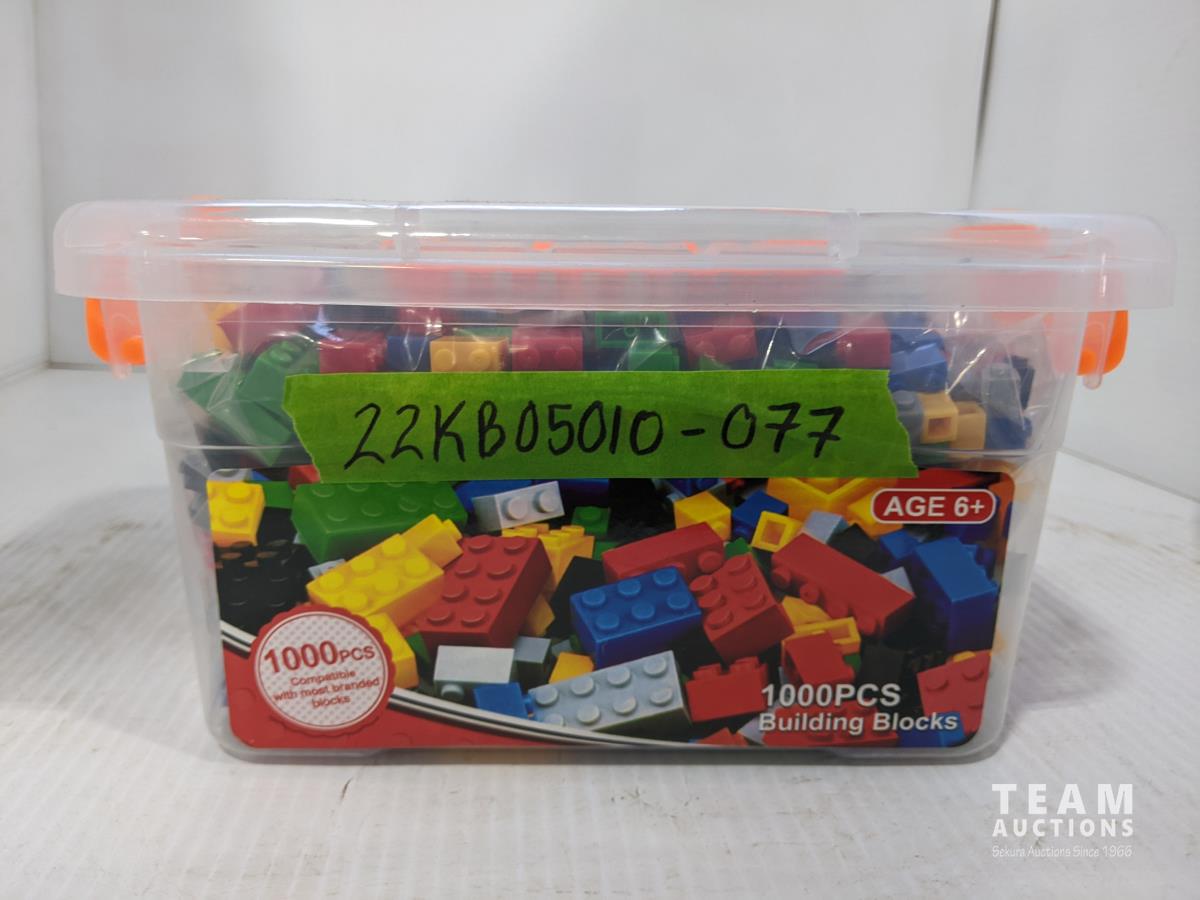 22KB05010-077
AGE 6+
1000PCS
Compatible
with most branded
blocks
1000PCS
Building Blocks
TEAM
AUCTIONS
Sekura Auctions Since 1966